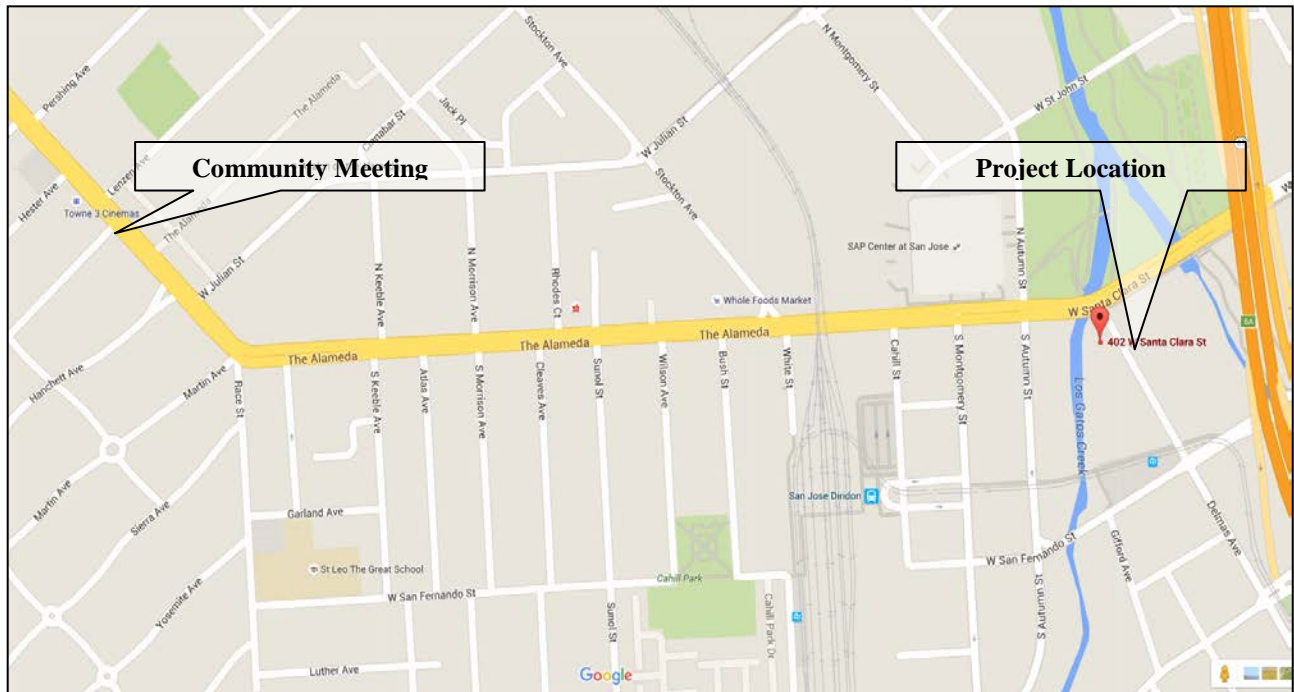 Stockton Ave
N Montgomery St
Pershing Ave
The Alameda
Cinnabar St
Jack Pl
W Julian St
W St John St
Community Meeting
Project Location
Lenzen Ave
Hester Ave
Towne 3 Cinemas
The Alameda
W Julian St
Stockton Ave
N Keeble Ave
N Morrison Ave
Rhodes Ct
SAP Center at San Jose
N Autumn St
Whole Foods Market
W Santa Clara St
W Santa Clara St
402 W Santa Clara St
The Alameda
The Alameda
The Alameda
Hanchett Ave
Martin Ave
Race St
S Keeble Ave
Atlas Ave
S Morrison Ave
Cleaves Ave
Sunol St
Wilson Ave
Bush St
White St
Cahill St
S Montgomery St
S Autumn St
Los Gatos Creek
Martin Ave
Sierra Ave
Garland Ave
San Jose Diridon
Delmas Ave
Gifford Ave
W San Fernando St
St Leo The Great School
Yosemite Ave
W San Fernando St
Cahill Park
Sunol St
Cahill Park Dr
S Autumn St
Luther Ave
Google